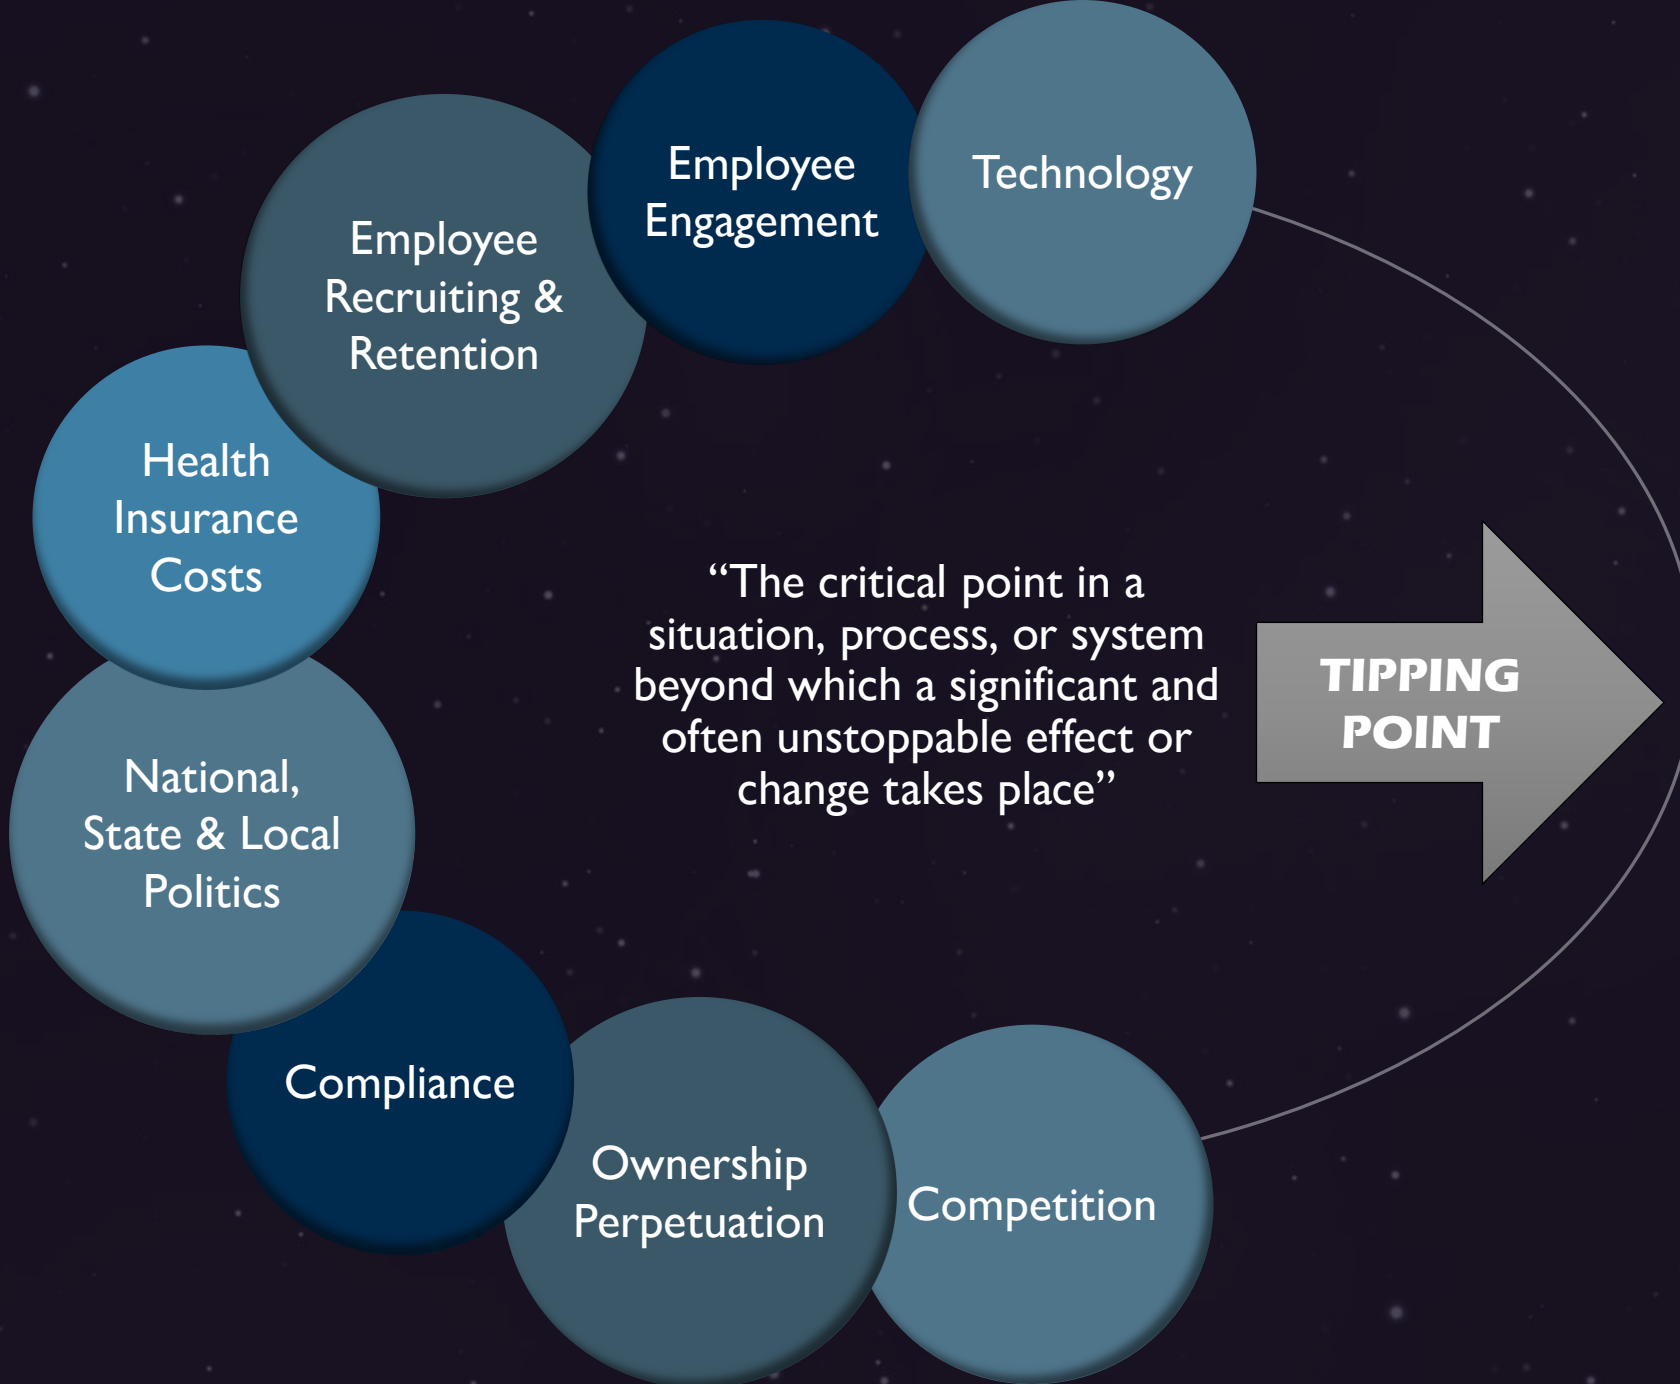 Technology
Employee
Engagement
Employee
Recruiting &
Retention
Health
Insurance
Costs
National,
State & Local
Politics
Compliance
Ownership
Perpetuation
Competition
“The critical point in a
situation, process, or system
beyond which a significant and
often unstoppable effect or
change takes place”
TIPPING
POINT